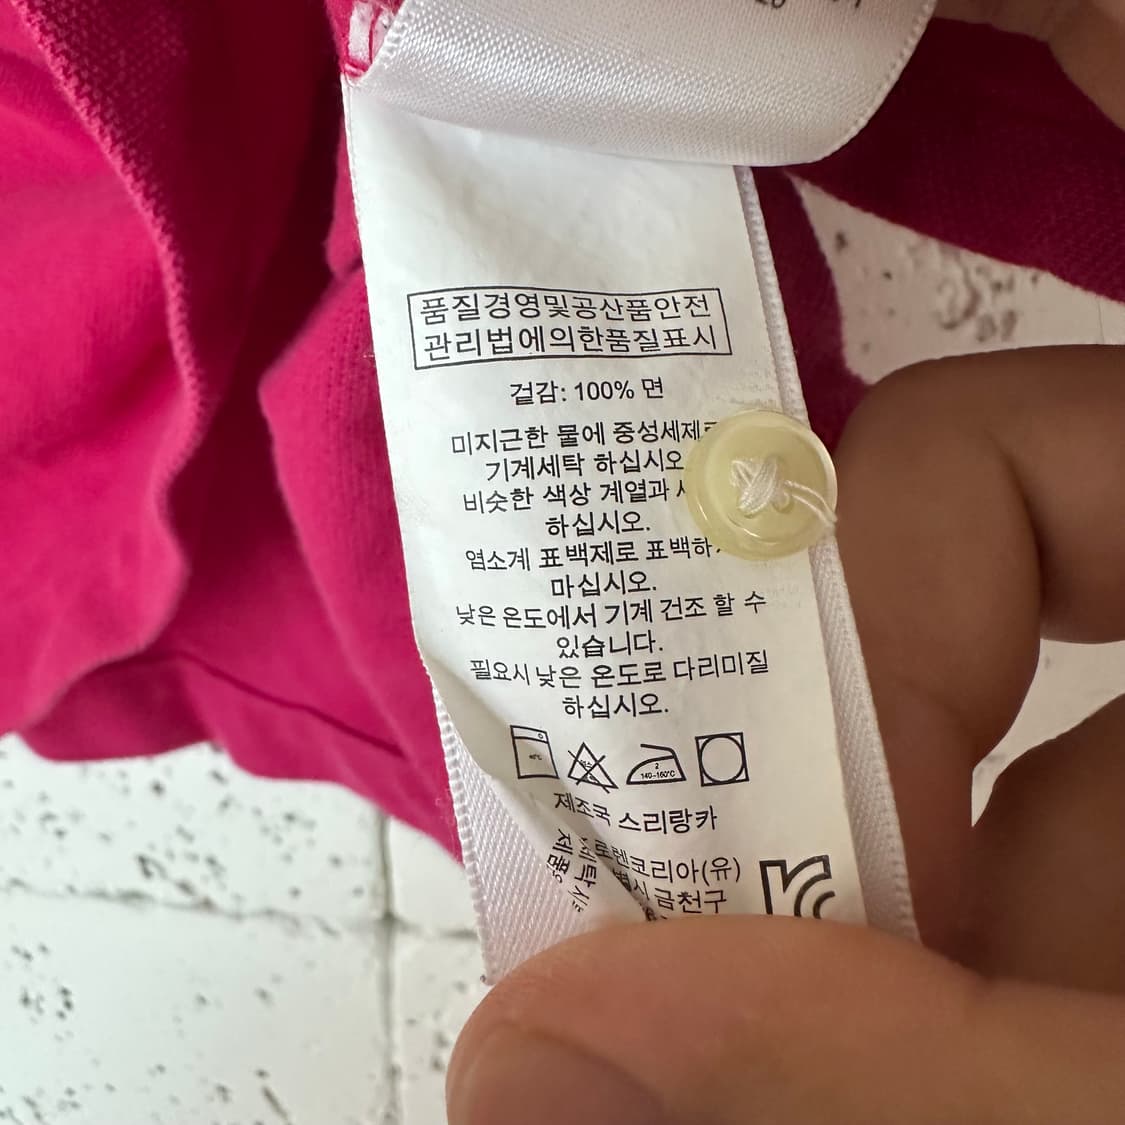 품질경영및공산품안전
관리법에의한품질표시
겉감: 100% 면
미지근한 물에 중성세제로
기계세탁 하십시오
비슷한 색상 계열과
하십시오.
염소계 표백제로 표백하지
마십시오.
낮은 온도에서 기계 건조 할 수
있습니다.
필요시 낮은 온도로 다리미질
하십시오.
40℃
2
140~160℃
제조국 스리랑카
로렌코리아(유)
금천구